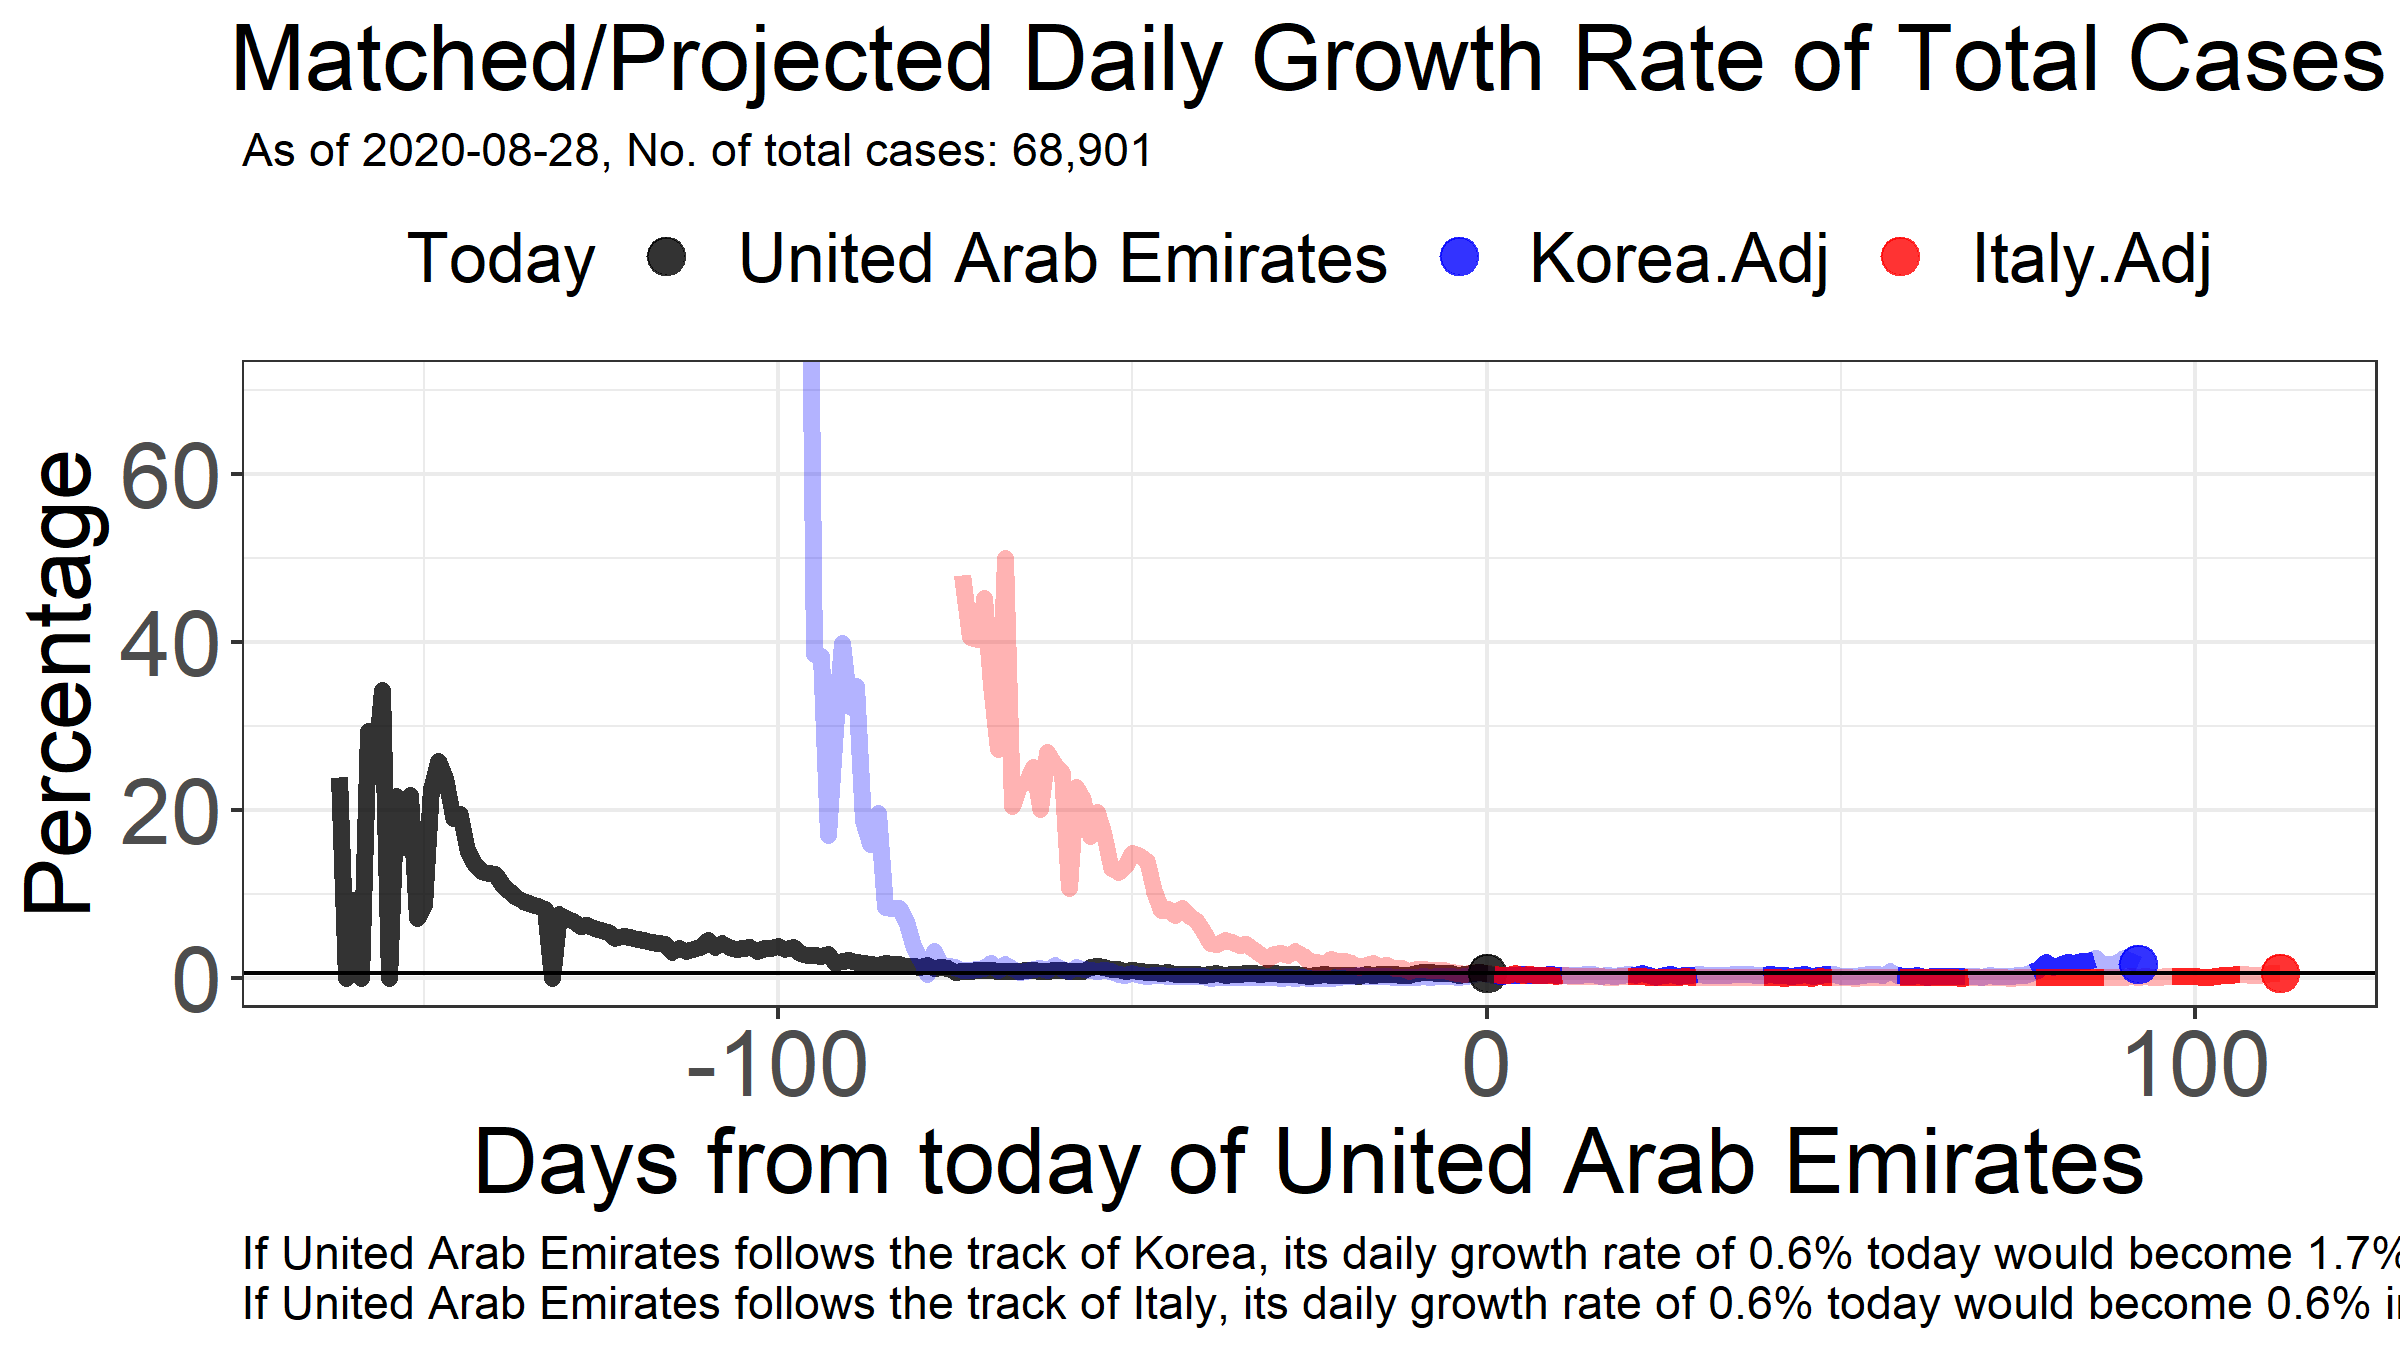 Matched/Projected Daily Growth Rate of Total Cases
As of 2020-08-28, No. of total cases: 68,901
Today United Arab Emirates Korea.Adj Italy.Adj
Percentage
60
40
20
0
-100 0 100
Days from today of United Arab Emirates
If United Arab Emirates follows the track of Korea, its daily growth rate of 0.6% today would become 1.7%
If United Arab Emirates follows the track of Italy, its daily growth rate of 0.6% today would become 0.6%